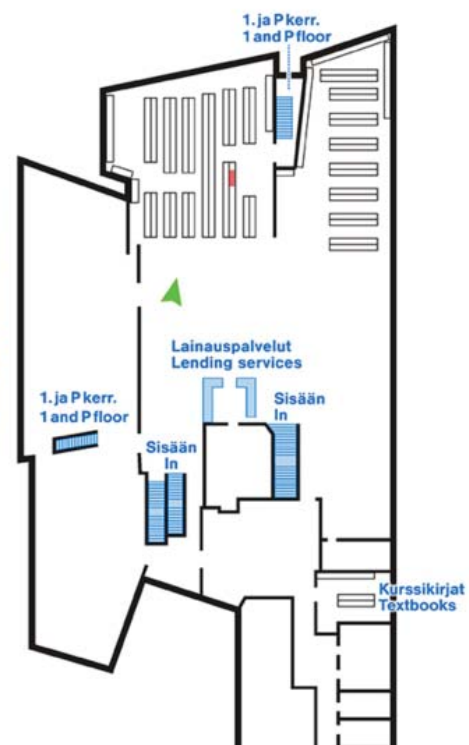 1. ja P kerr.
1 and P floor
Lainauspalvelut
Lending services
Sisään
In
1. ja P kerr.
1 and P floor
Sisään
In
Kurssikirjat
Textbooks